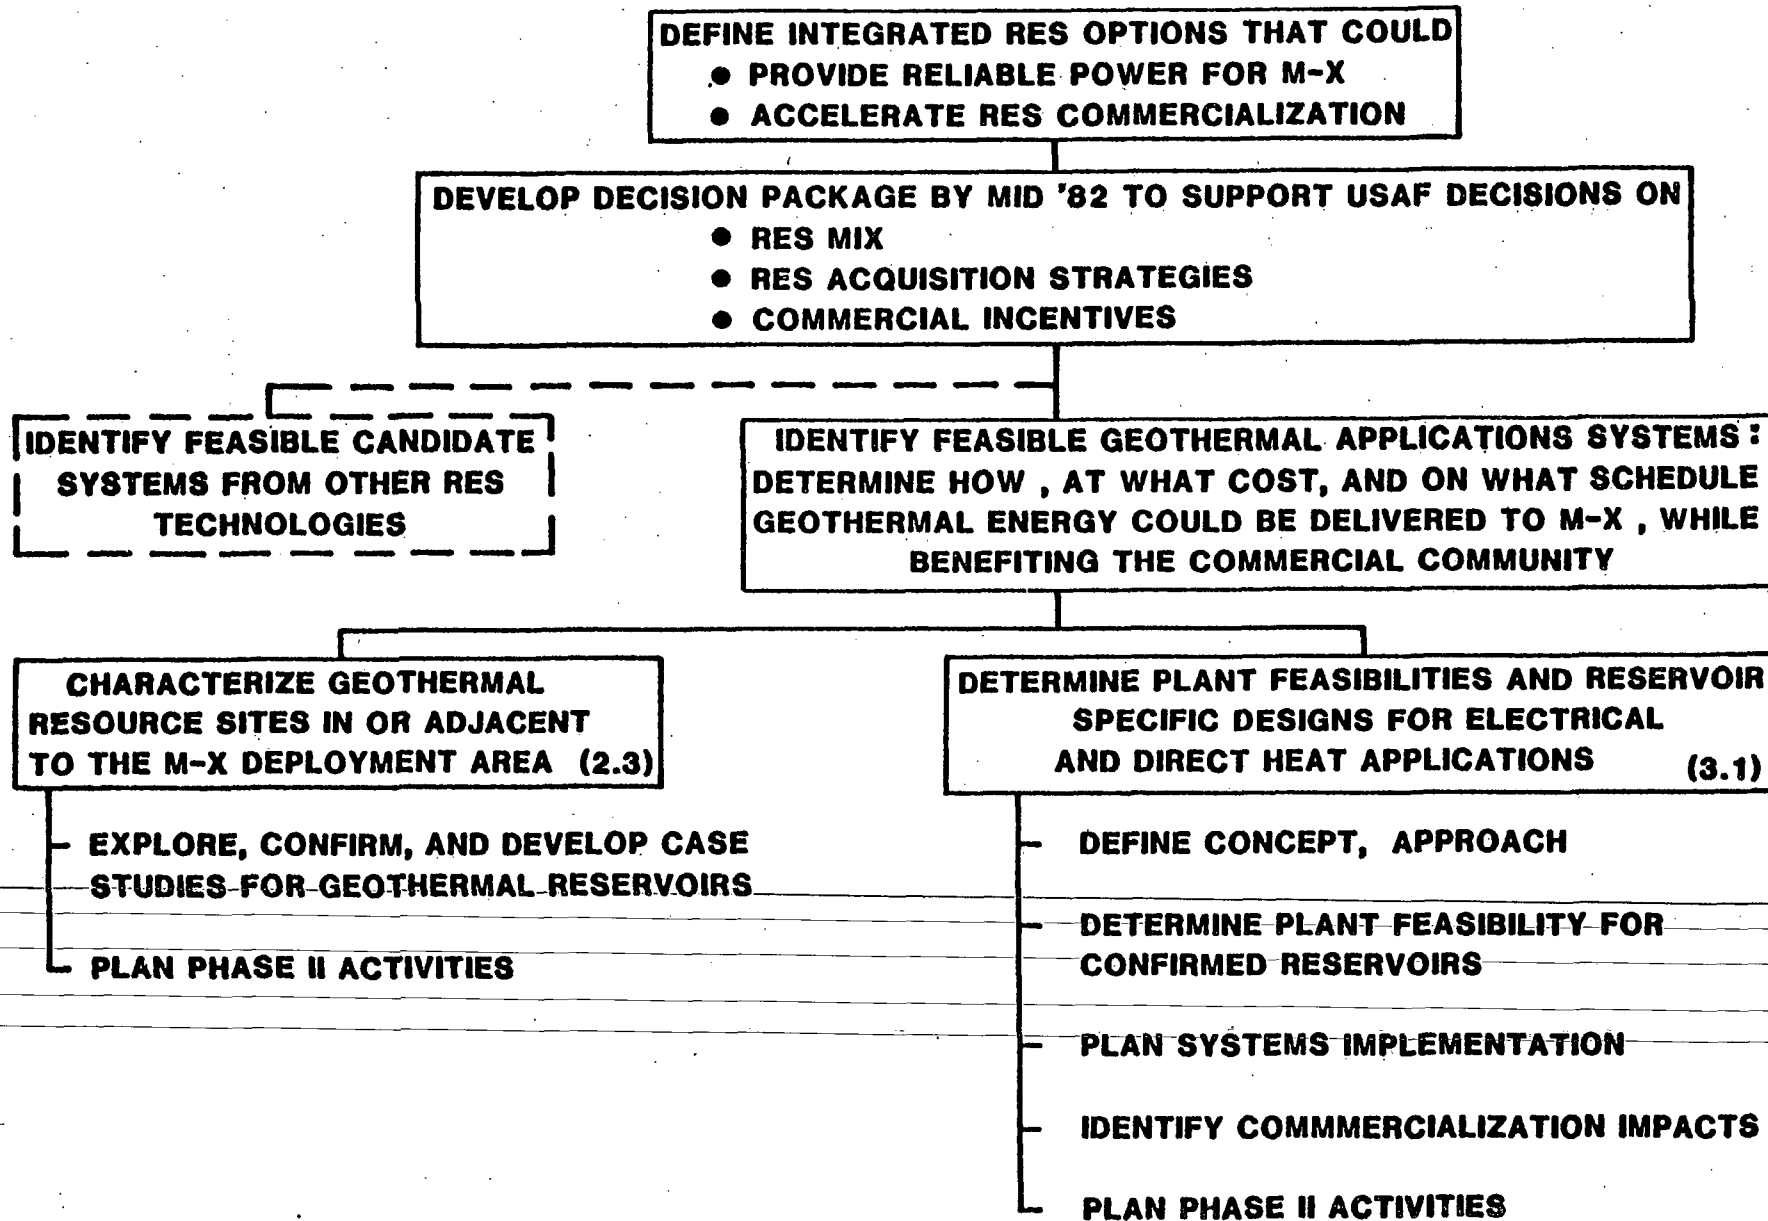 DEFINE INTEGRATED RES OPTIONS THAT COULD
● PROVIDE RELIABLE POWER FOR M-X
● ACCELERATE RES COMMERCIALIZATION
DEVELOP DECISION PACKAGE BY MID '82 TO SUPPORT USAF DECISIONS ON
● RES MIX
● RES ACQUISITION STRATEGIES
● COMMERCIAL INCENTIVES
IDENTIFY FEASIBLE CANDIDATE
SYSTEMS FROM OTHER RES
TECHNOLOGIES
IDENTIFY FEASIBLE GEOTHERMAL APPLICATIONS SYSTEMS:
DETERMINE HOW , AT WHAT COST, AND ON WHAT SCHEDULE
GEOTHERMAL ENERGY COULD BE DELIVERED TO M-X , WHILE
BENEFITING THE COMMERCIAL COMMUNITY
CHARACTERIZE GEOTHERMAL
RESOURCE SITES IN OR ADJACENT
TO THE M-X DEPLOYMENT AREA (2.3)
EXPLORE, CONFIRM, AND DEVELOP CASE
STUDIES FOR GEOTHERMAL RESERVOIRS
PLAN PHASE II ACTIVITIES
DETERMINE PLANT FEASIBILITIES AND RESERVOIR
SPECIFIC DESIGNS FOR ELECTRICAL
AND DIRECT HEAT APPLICATIONS (3.1)
DEFINE CONCEPT, APPROACH
DETERMINE PLANT FEASIBILITY FOR
CONFIRMED RESERVOIRS
PLAN SYSTEMS IMPLEMENTATION
IDENTIFY COMMMERCIALIZATION IMPACTS
PLAN PHASE II ACTIVITIES